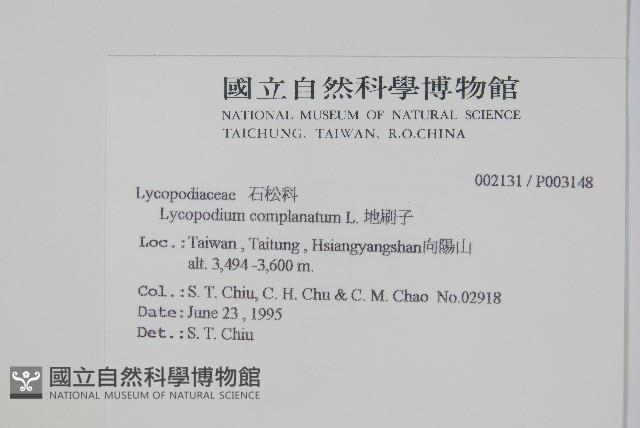 國立自然科學博物館
NATIONAL MUSEUM OF NATURAL SCIENCE
TAICHUNG, TAIWAN, R.O.CHINA
002131 / P003148
Lycopodiaceae 石松科
Lycopodium complanatum L. 地刷子
Loc.: Taiwan , Taitung , Hsiangyangshan向陽山
alt. 3,494 -3,600 m.
Col.: S. T. Chiu, C. H. Chu & C. M. Chao No.02918
Date: June 23 , 1995
Det.: S. T. Chiu
國立自然科學博物館
NATIONAL MUSEUM OF NATURAL SCIENCE